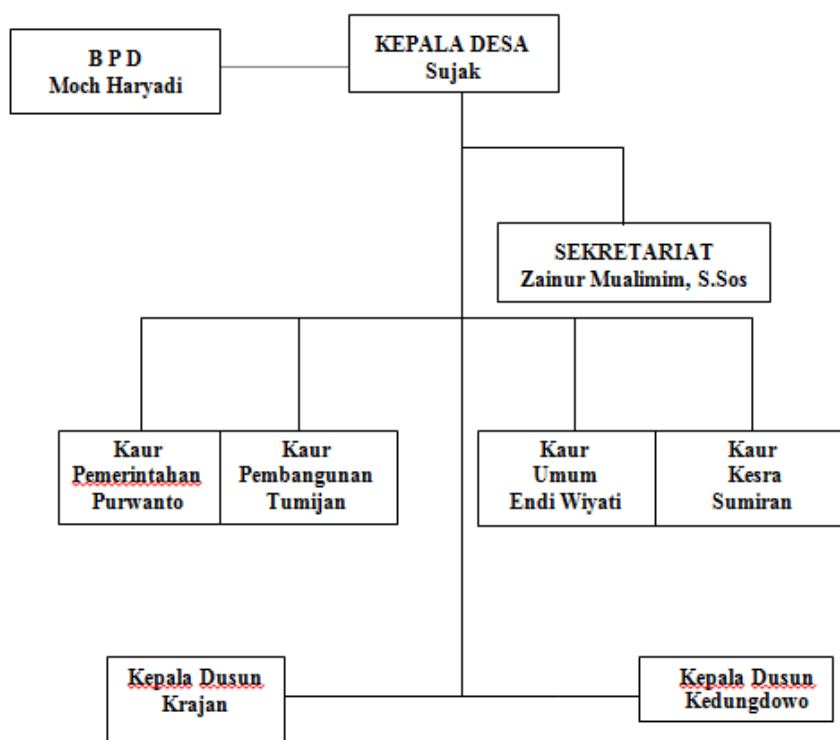 B P D
Moch Haryadi
KEPALA DESA
Sujak
SEKRETARIAT
Zainur Mualimim, S.Sos
Kaur
Pemerintahan
Purwanto
Kaur
Pembangunan
Tumijan
Kaur
Umum
Endi Wiyati
Kaur
Kesra
Sumiran
Kepala Dusun
Krajan
Kepala Dusun
Kedungdowo